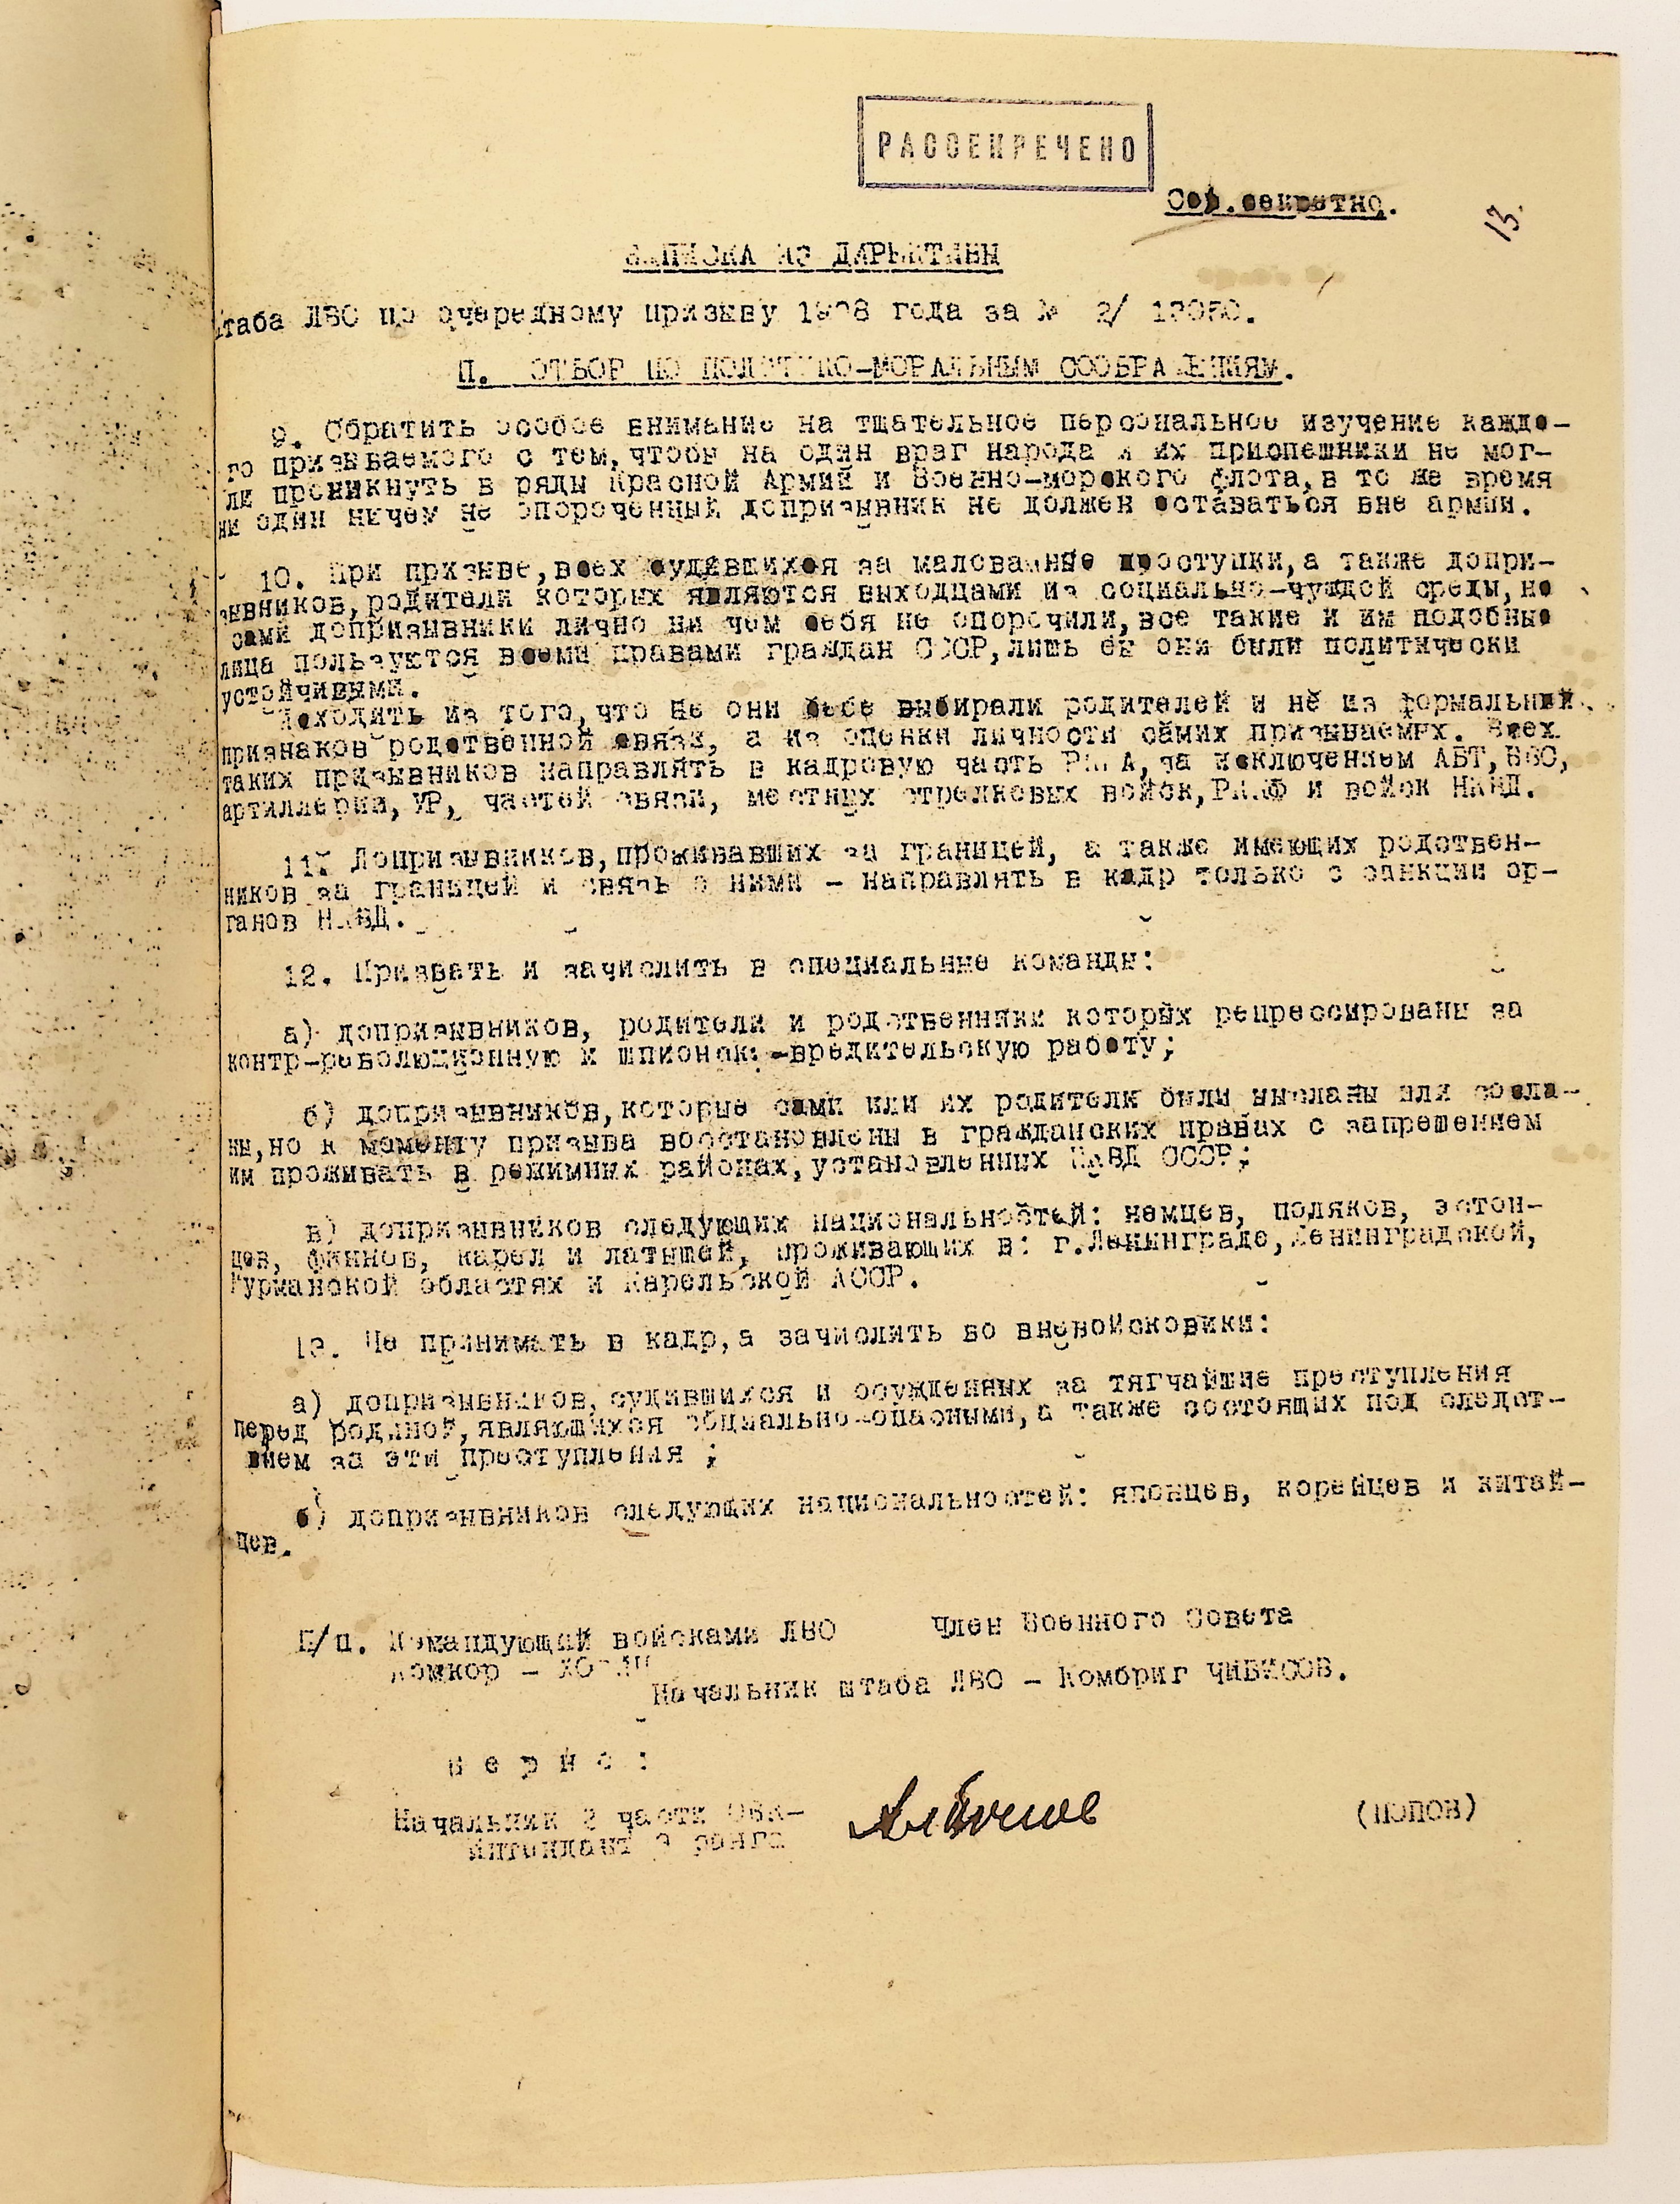 РАССЕКРЕЧЕНО
Сов.секретно.
13.
ВЫПИСКА ИЗ ДИРЕКТИВЫ
штаба ЛВО по очередному призыву 1938 года за №  2/
П.  ОТБОР ПО ПОЛИТИКО-МОРАЛЬНЫМ СООБРАЖЕНИЯМ.
9. Обратить особое внимание на тщательное персональное изучение каждо-
го призываемого с тем,чтобы на один враг народа и их приспешники не мог-
ли проникнуть в ряды Красной Армий и Военно-морского флота,в то же время
ни один ничем не опороченный допризывник не должен оставаться вне армии.
10. При призыве,всех судившихся за маловажные проступки,а также допри-
зывников,родители которых являются выходцами из социально-чуждой среды,но
сами допризывники лично ни чем себя не опорочили,все такие и им подобные
лица пользуются всеми правами граждан СССР,лишь бы они были политически
устойчивыми.
Исходить из того,что не они себе выбирали родителей и не из формальных
признаков родственной связи, а из оценки личности самих призываемых. Всех
таких призывников направлять в кадровую часть РККА,за исключением АБТ,ВВС,
артиллерии, УР, частей связи, местных стрелковых войск,РККФ и войск НКВД.
11. Допризывников,проживавших за границей, а также имеющих родствен-
ников за границей и связь с ними - направлять в кадр только с санкции ор-
ганов НКВД.
12. Призвать и зачислить в специальные команды:
а) допризывников, родители и родственники которых репрессированы за
контр-революционную и шпионско-вредительскую работу;
б) допризывников,которые сами или их родители были высланы или сосла-
ны,но к моменту призыва восстановлены в гражданских правах с запрещением
им проживать в режимных районах,установленных НКВД СССР;
в) допризывников следующих национальностей: немцев, поляков, эстон-
цев, финнов, карел и латышей, проживающих в: г.Ленинграде,Ленинградской,
Мурманской областях и Карельской АССР.
13. Не принимать в кадр,а зачислить во вневойсковики:
а) допризывников,судившихся и осужденных за тягчайшие преступления
перед родиной,являвшихся социально-опасными,а также состоящих под следст-
вием за эти преступления ;
б) допризывников следующих национальностей: японцев, корейцев и китай-
цев.
П/п. Командующий войсками ЛВО   Член Военного Совета
Комкор - ХОЗИН
Начальник штаба ЛВО - Комбриг ЧИБИСОВ.
В е р н о :
Начальник 2 части ОВК-
Интендант 3 ранга   (ПОПОВ)